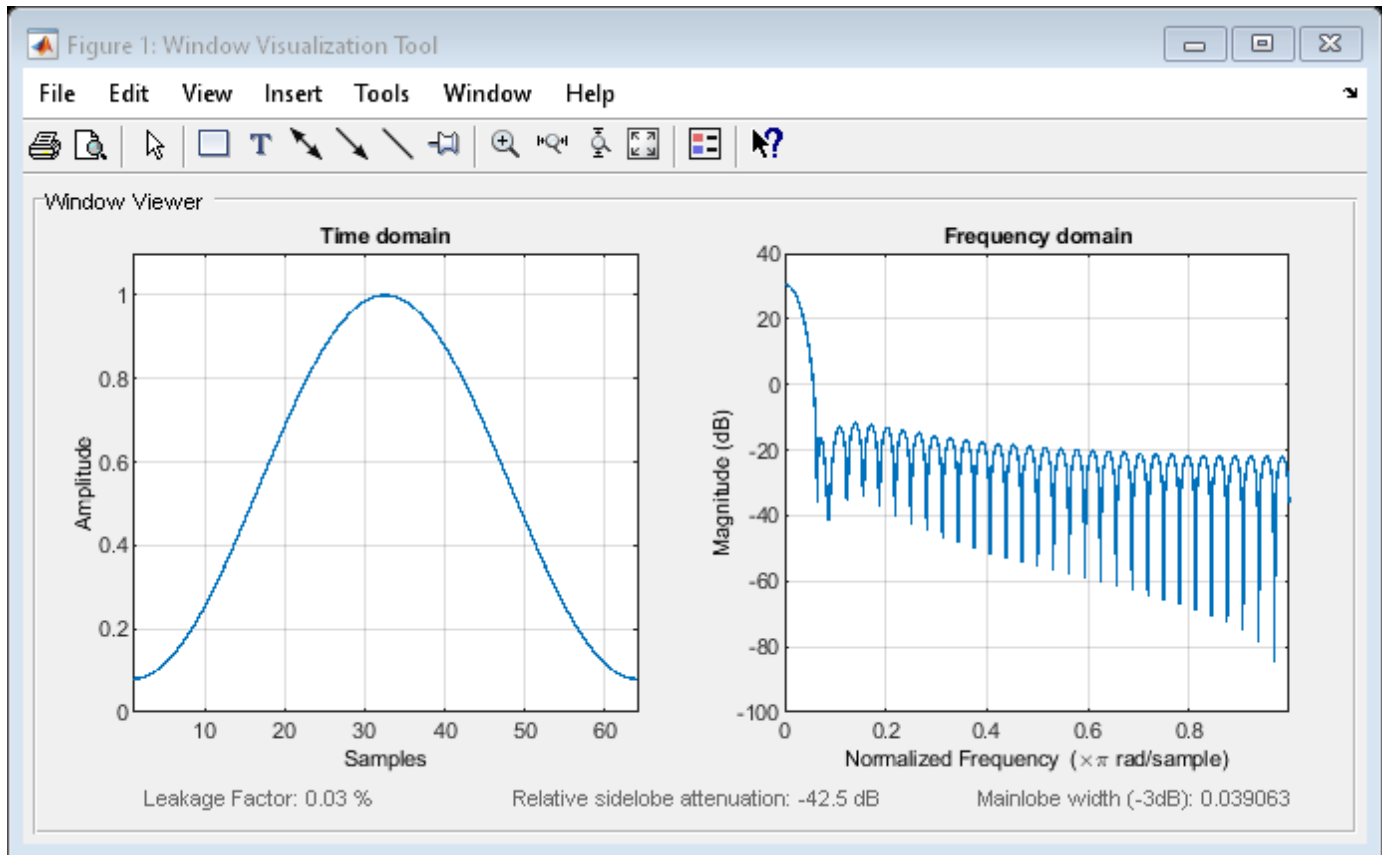 Figure 1: Window Visualization Tool
File Edit View Insert Tools Window Help
T
?
Window Viewer
Time domain
1
0.8
0.6
0.4
0.2
0
Amplitude
10 20 30 40 50 60
Samples
Frequency domain
40
20
0
-20
-40
-60
-80
-100
Magnitude (dB)
0 0.2 0.4 0.6 0.8
Normalized Frequency (×π rad/sample)
Leakage Factor: 0.03 % Relative sidelobe attenuation: -42.5 dB Mainlobe width (-3dB): 0.039063